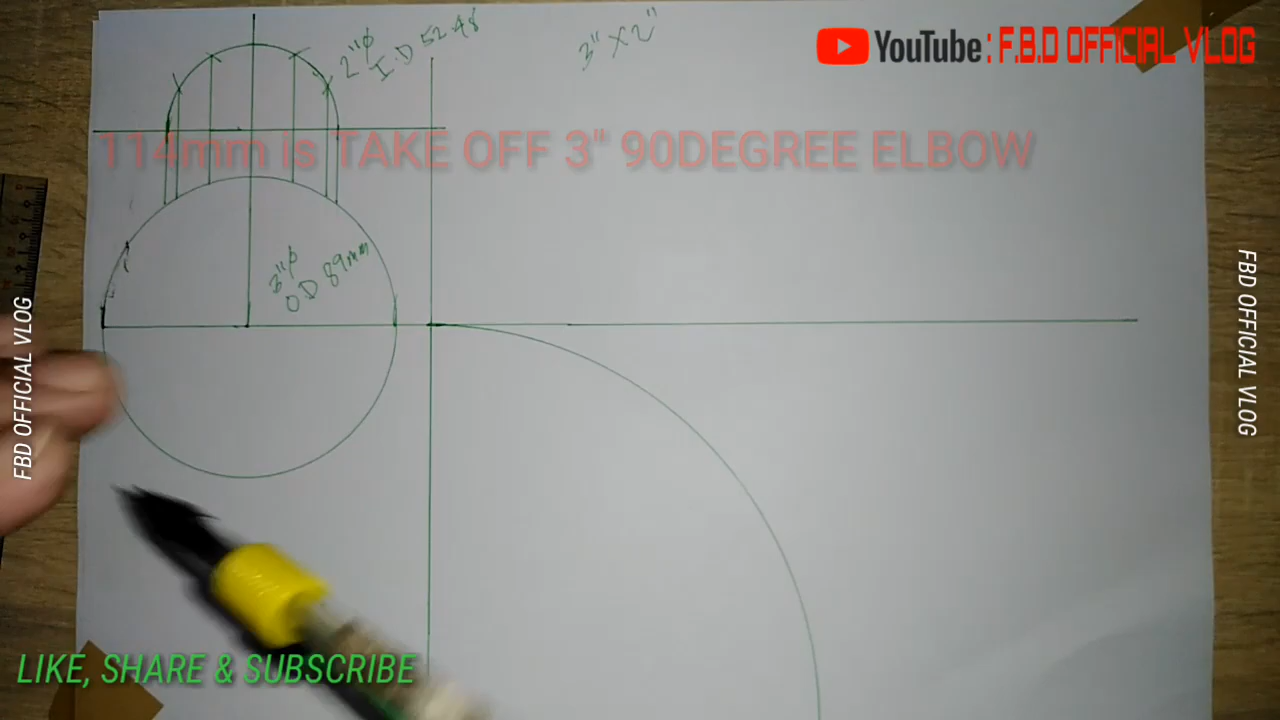 YouTube : F.B.D OFFICIAL VLOG
3" X 2"
2"φ
I.D 52.48
114mm is TAKE OFF 3" 90DEGREE ELBOW
3"φ
OD 89mm
FBD OFFICIAL VLOG
FBD OFFICIAL VLOG
LIKE, SHARE & SUBSCRIBE